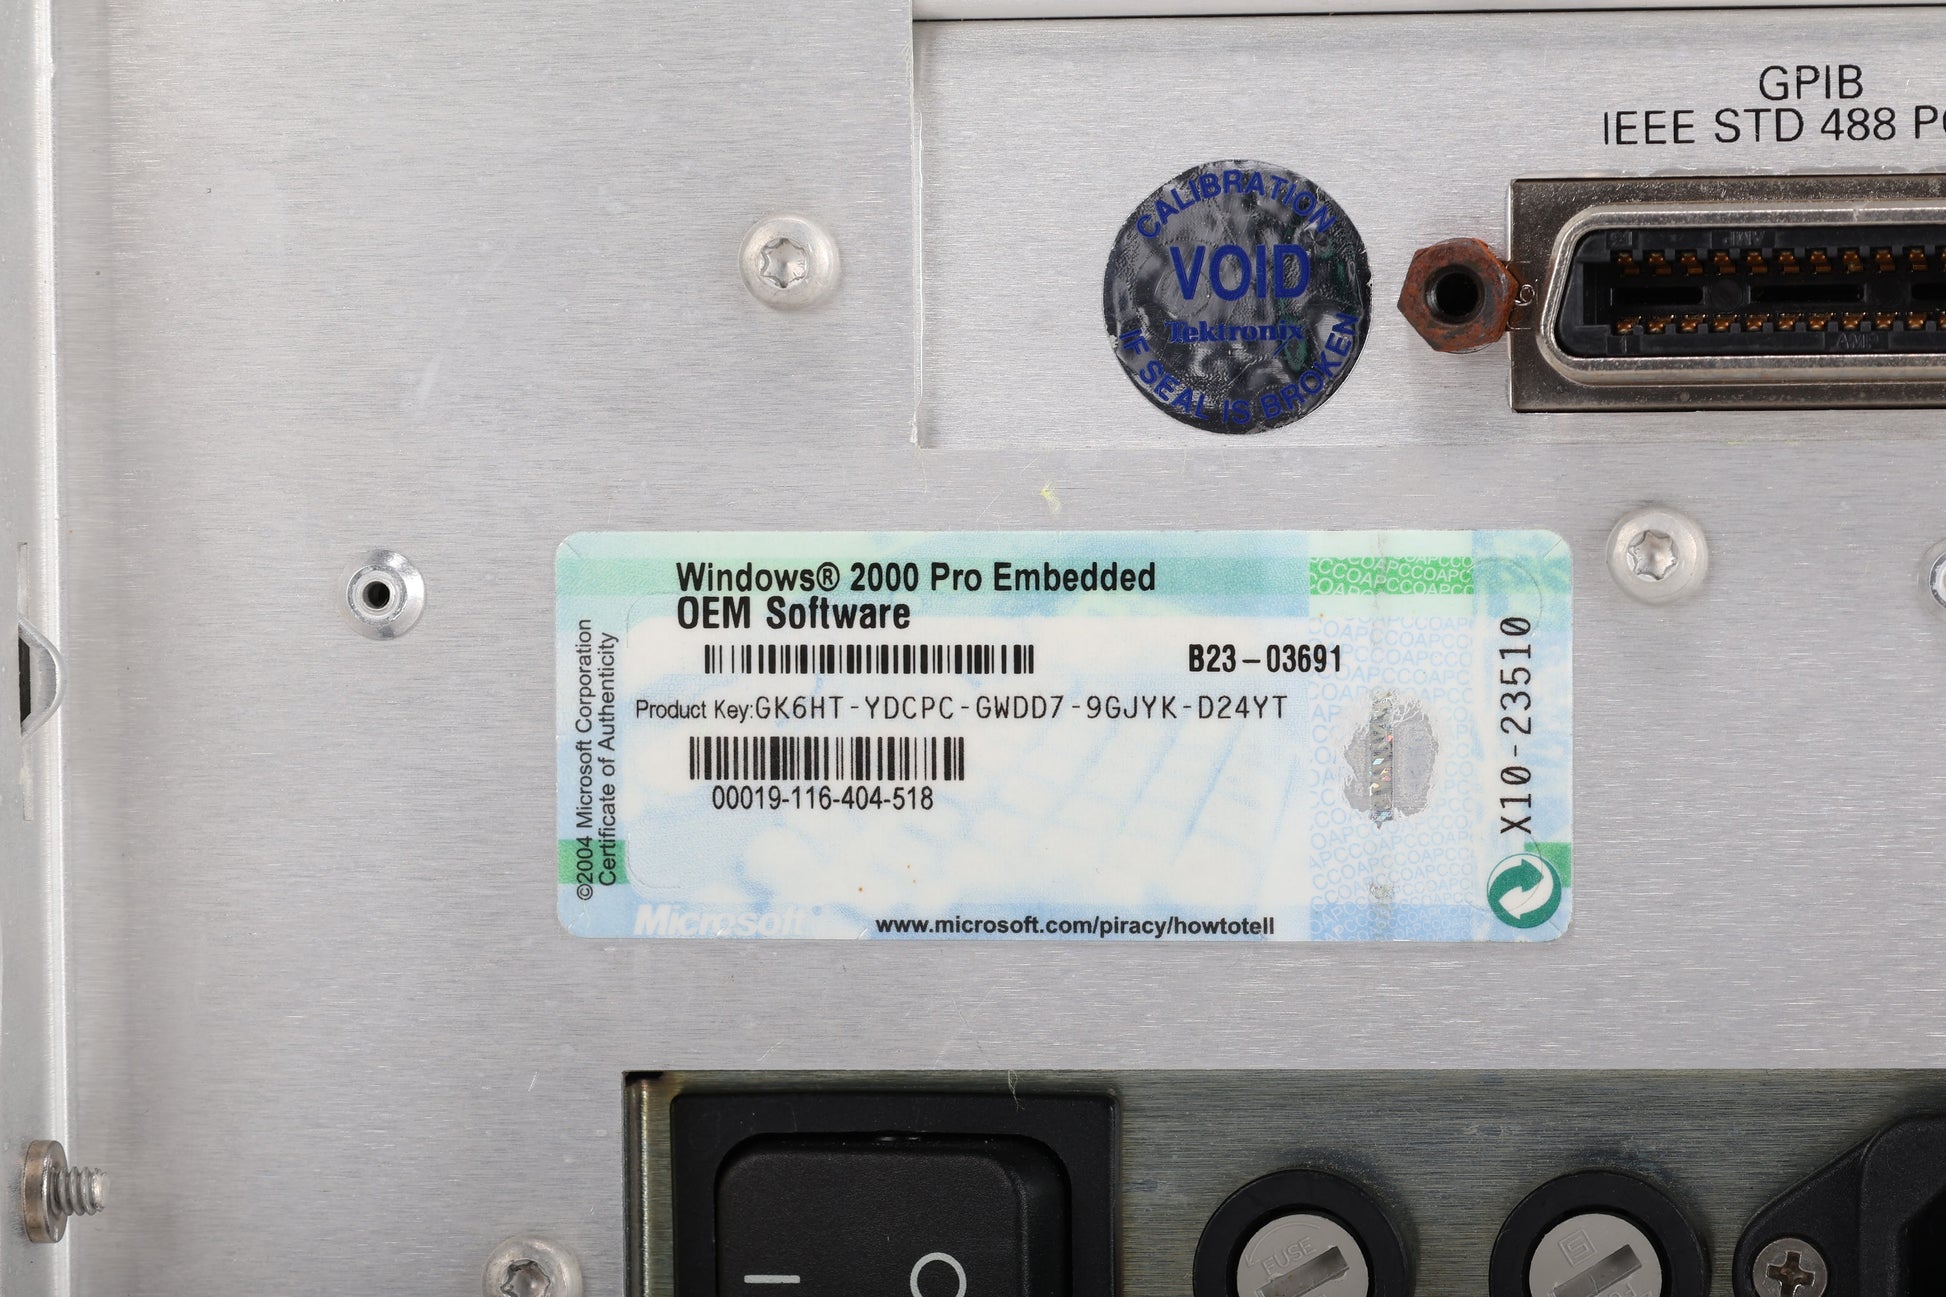 GPIB
IEEE STD 488
CALIBRATION
VOID
Tektronix
IF SEAL IS BROKEN
AMP
AMP
Windows® 2000 Pro Embedded
OEM Software
B23-03691
Product Key:GK6HT-YDCPC-GWDD7-9GJYK-D24YT
00019-116-404-518
©2004 Microsoft Corporation
Certificate of Authenticity
X10-23510
Microsoft
www.microsoft.com/piracy/howtotell
FUSE